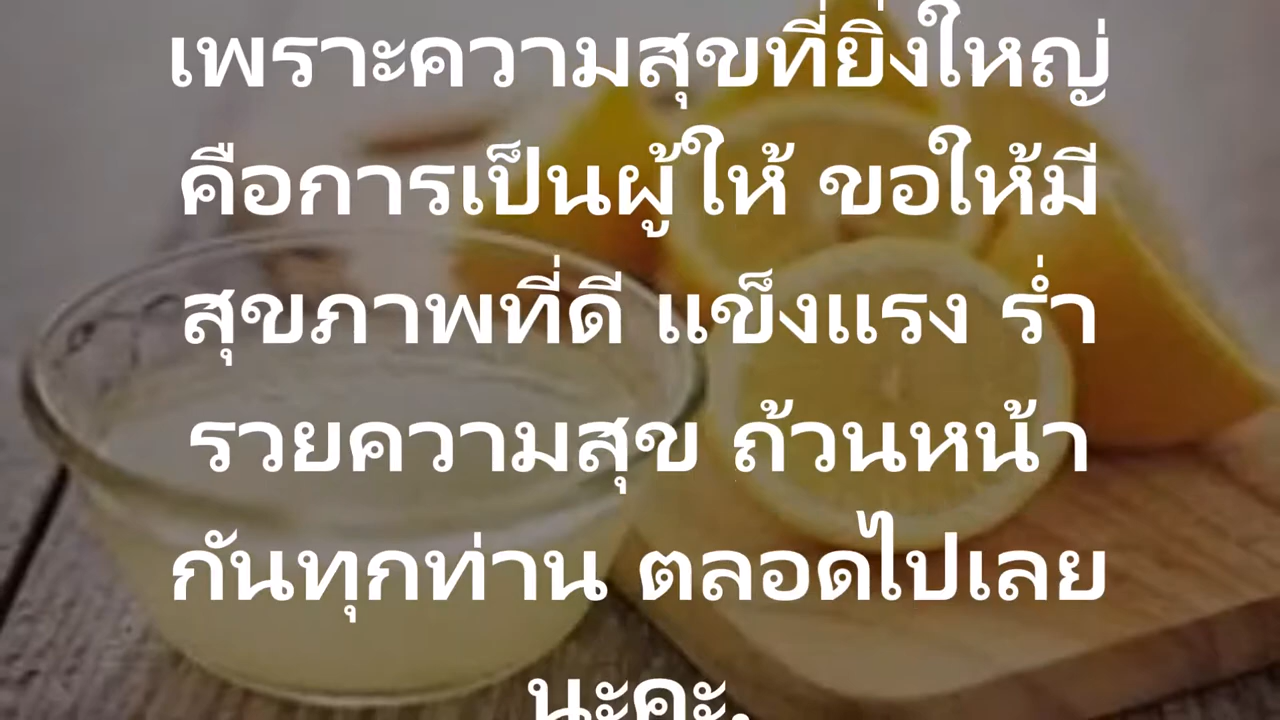 เพราะความสุขที่ยิ่งใหญ่
คือการเป็นผู้ให้ ขอให้มี
สุขภาพที่ดี แข็งแรง ร่ำ
รวยความสุข ถ้วนหน้า
กันทุกท่าน ตลอดไปเลย
นะคะ.